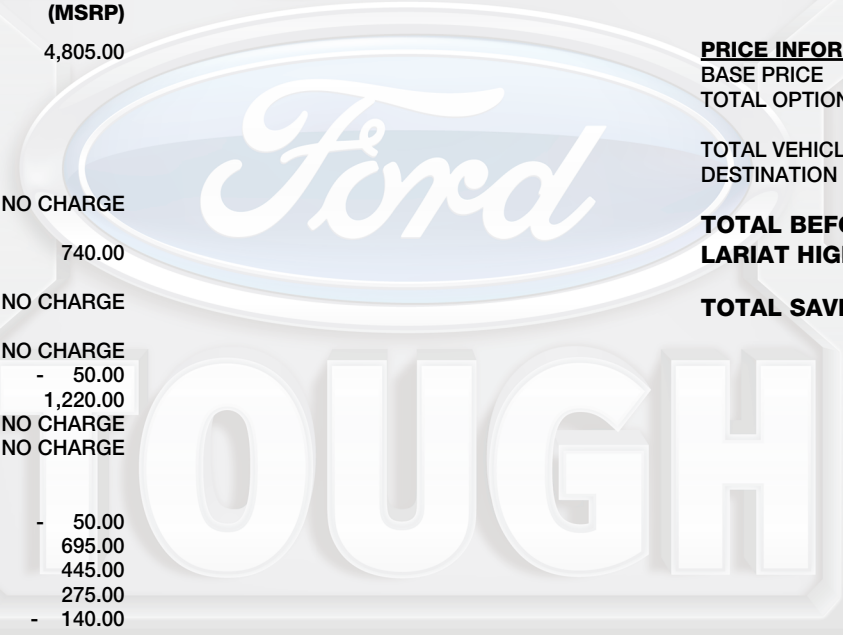 (MSRP)
4,805.00
NO CHARGE
740.00
NO CHARGE
NO CHARGE
- 50.00
1,220.00
NO CHARGE
NO CHARGE
- 50.00
695.00
445.00
275.00
- 140.00
PRICE INFOR
BASE PRICE
TOTAL OPTION
TOTAL VEHICL
DESTINATION
TOTAL BEFO
LARIAT HIGH
TOTAL SAVI
Ford
TOUGH